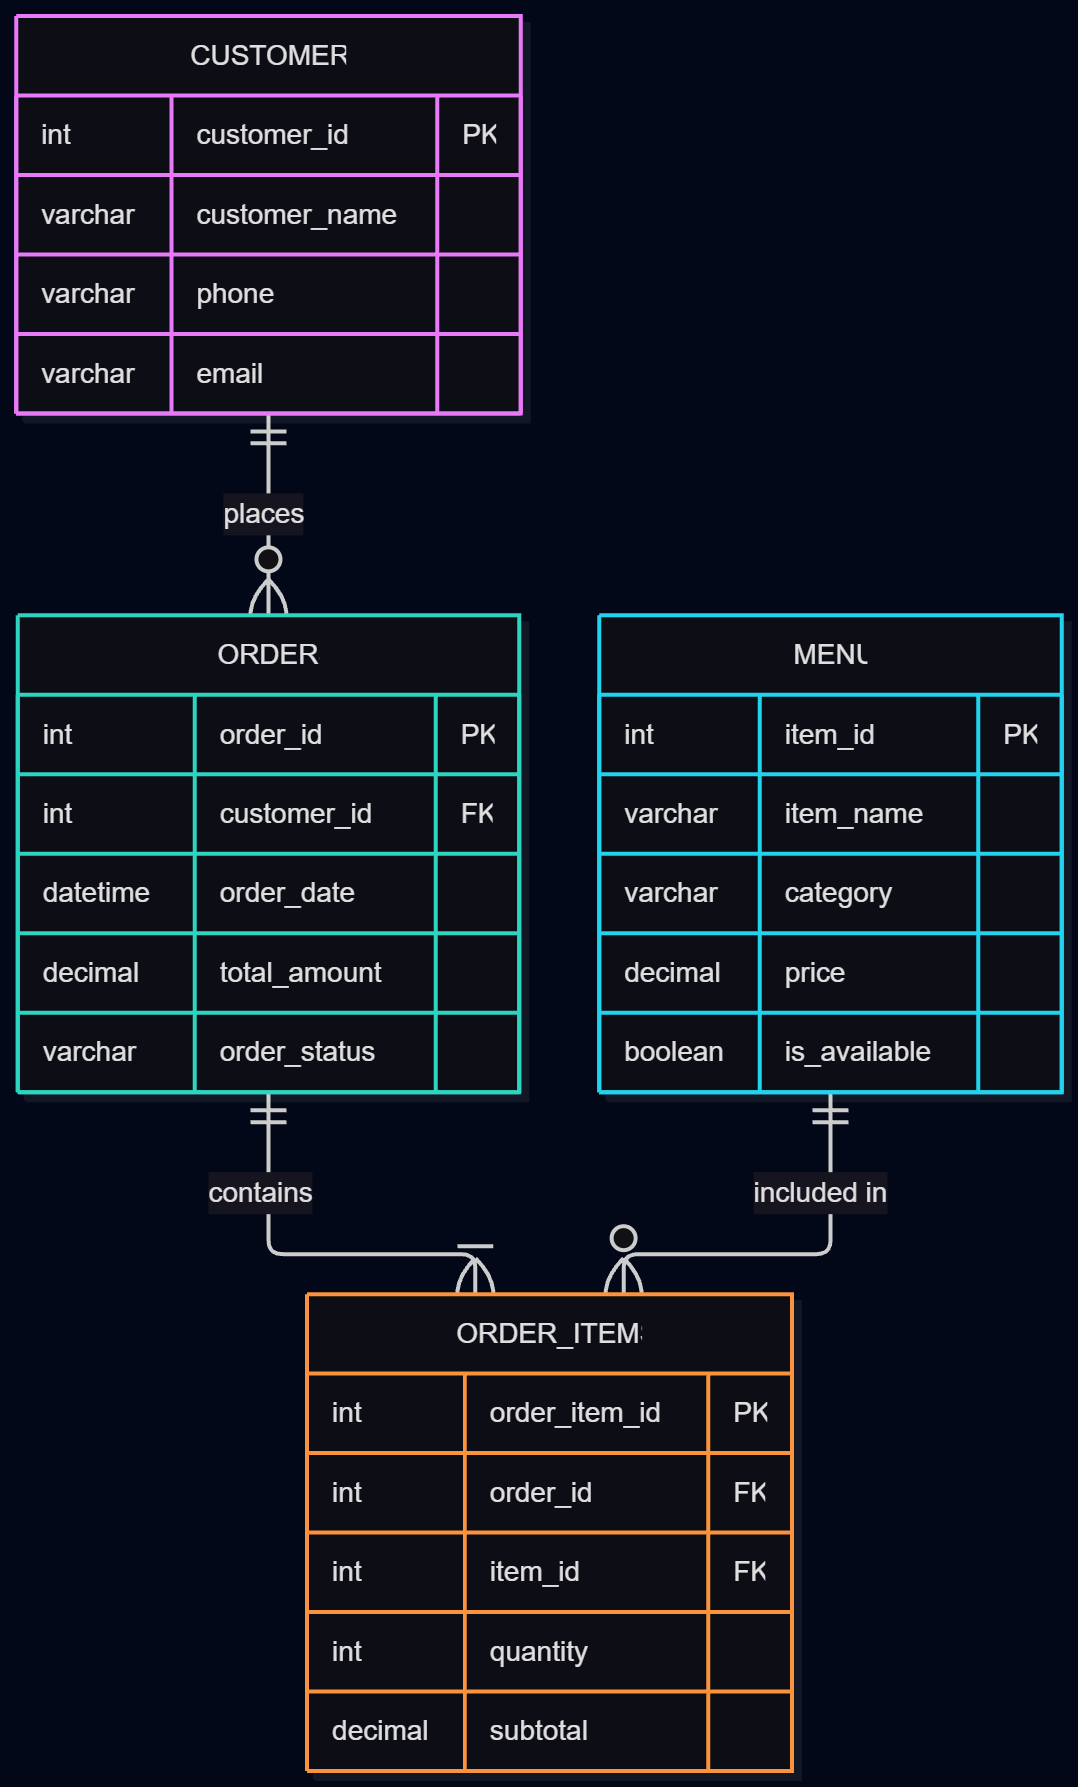 CUSTOMER
int customer_id PK
varchar customer_name
varchar phone
varchar email
places
ORDER
int order_id PK
int customer_id FK
datetime order_date
decimal total_amount
varchar order_status
MENU
int item_id PK
varchar item_name
varchar category
decimal price
boolean is_available
contains
included in
ORDER_ITEMS
int order_item_id PK
int order_id FK
int item_id FK
int quantity
decimal subtotal